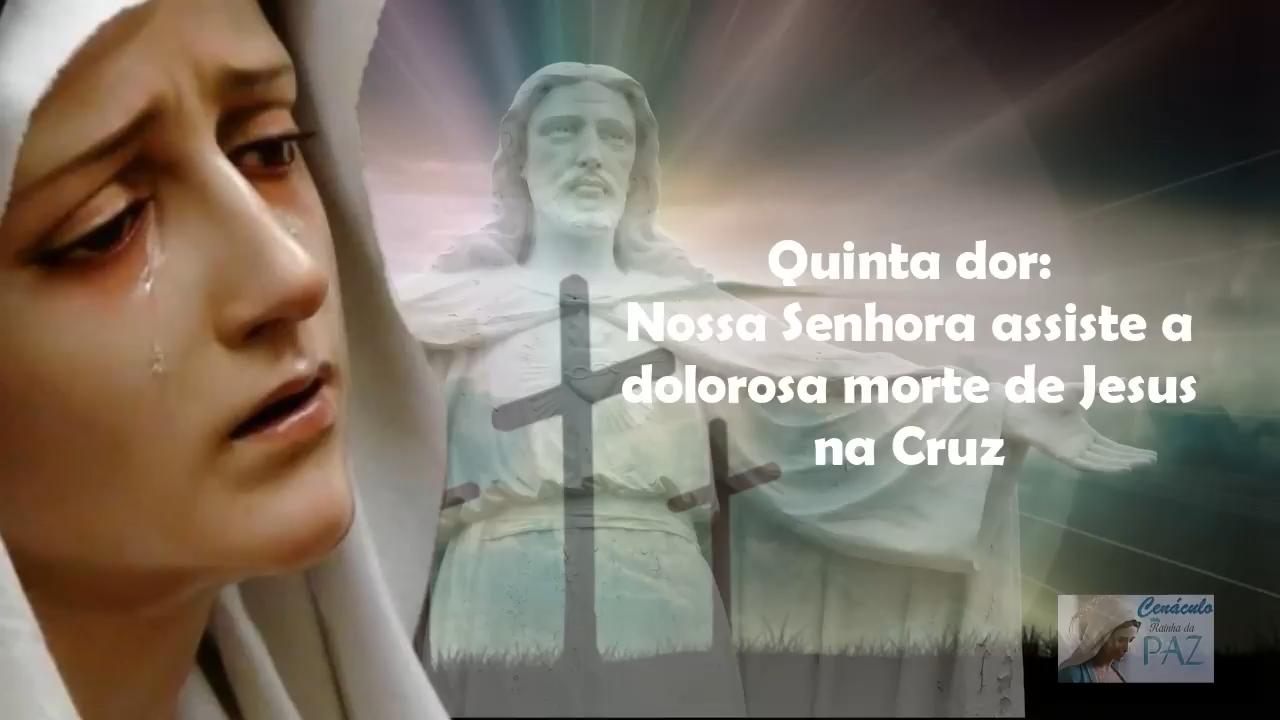 Quinta dor:
Nossa Senhora assiste a
dolorosa morte de Jesus
na Cruz
Cenáculo
Rainha da
PAZ